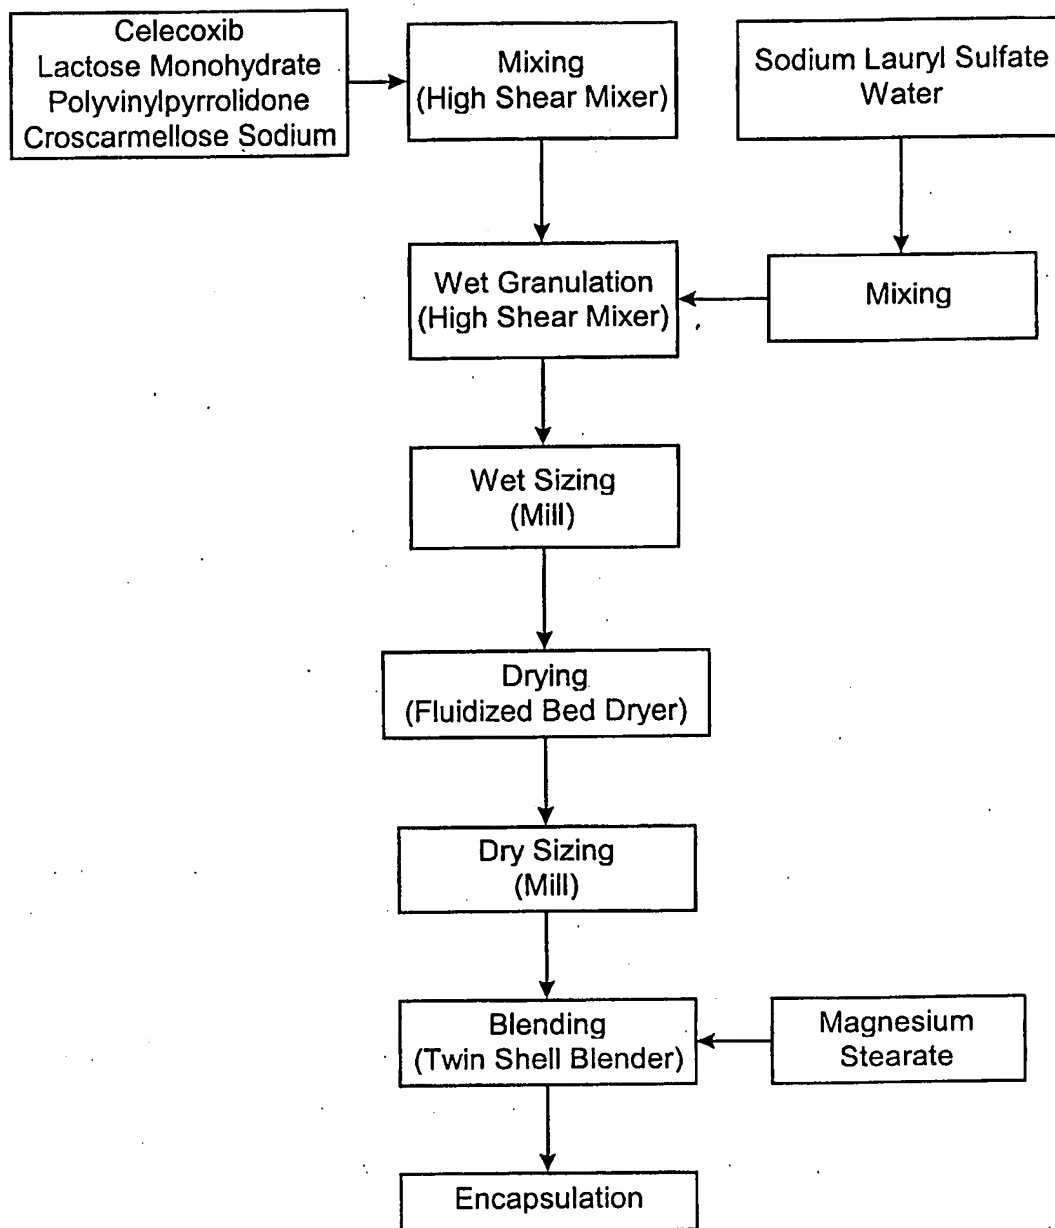 Celecoxib
Lactose Monohydrate
Polyvinylpyrrolidone
Croscarmellose Sodium
Mixing
(High Shear Mixer)
Sodium Lauryl Sulfate
Water
Wet Granulation
(High Shear Mixer)
Mixing
Wet Sizing
(Mill)
Drying
(Fluidized Bed Dryer)
Dry Sizing
(Mill)
Blending
(Twin Shell Blender)
Magnesium
Stearate
Encapsulation